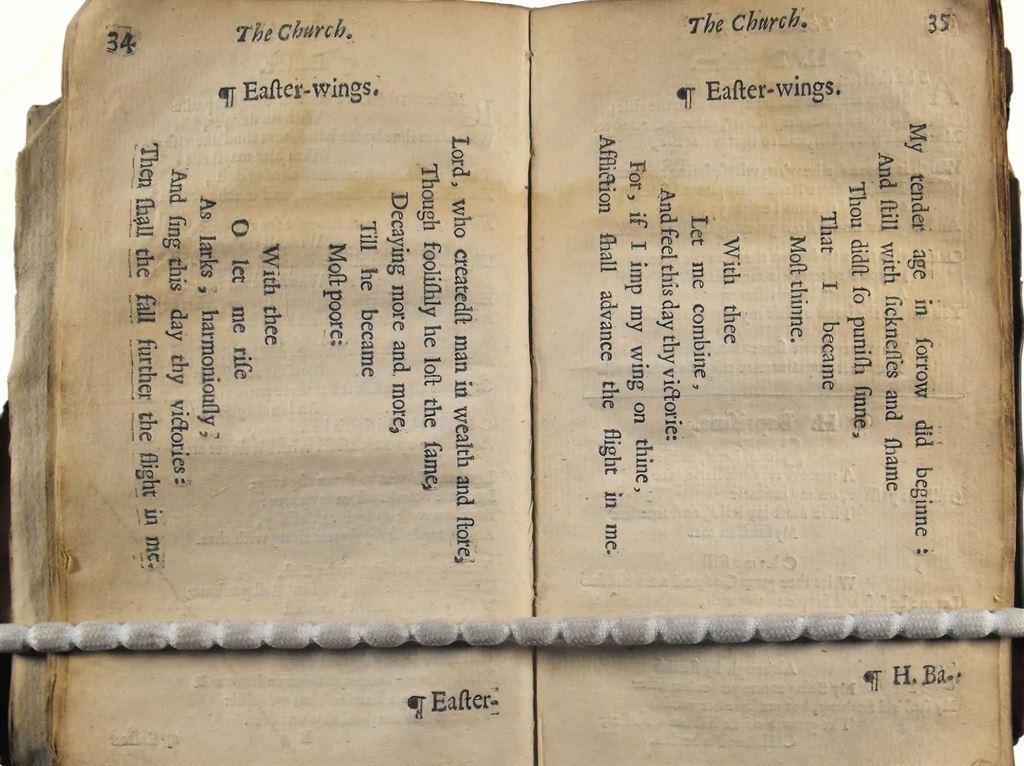 34
The Church.
¶ Eaſter-wings.
Lord, who createdſt man in wealth and ſtore,
Though fooliſhly he loſt the ſame,
Decaying more and more,
Till he became
Moſt poore:
With thee
O let me riſe
As larks, harmoniouſly,
And ſing this day thy victories:
Then ſhall the fall further the flight in me.
¶ Eaſter-
The Church.
35
¶ Eaſter-wings.
My tender age in ſorrow did beginne:
And ſtill with ſickneſſes and ſhame
Thou didſt ſo puniſh ſinne,
That I became
Moſt thinne.
With thee
Let me combine,
And feel this day thy victorie:
For, if I imp my wing on thine,
Affliction ſhall advance the flight in me.
¶ H. Ba-